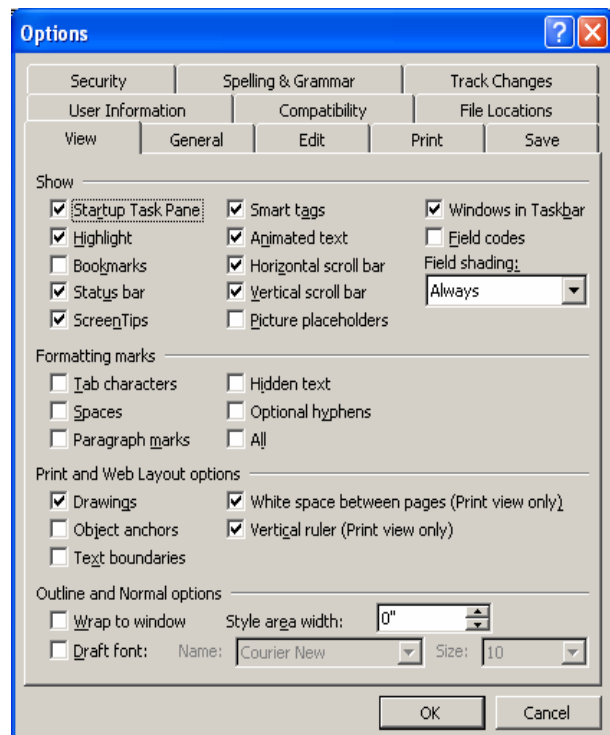 Options
Security Spelling & Grammar Track Changes
User Information Compatibility File Locations
View General Edit Print Save
Show
Startup Task Pane Smart tags Windows in Taskbar
Highlight Animated text Field codes
Bookmarks Horizontal scroll bar Field shading:
Status bar Vertical scroll bar Always
ScreenTips Picture placeholders
Formatting marks
Tab characters Hidden text
Spaces Optional hyphens
Paragraph marks All
Print and Web Layout options
Drawings White space between pages (Print view only)
Object anchors Vertical ruler (Print view only)
Text boundaries
Outline and Normal options
Wrap to window Style area width: 0"
Draft font: Name: Courier New Size: 10
OK Cancel